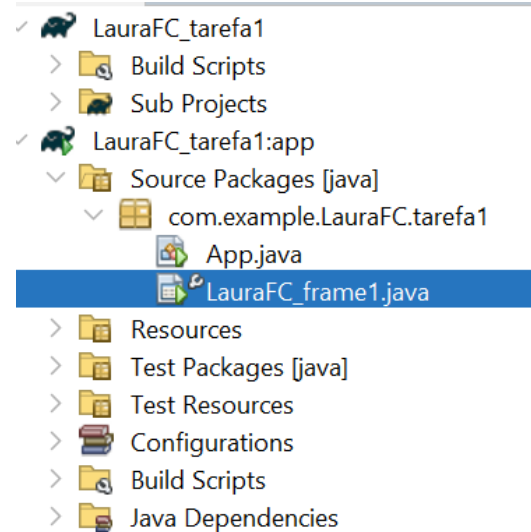 LauraFC_tarefa1
Build Scripts
Sub Projects
LauraFC_tarefa1:app
Source Packages [java]
com.example.LauraFC.tarefa1
App.java
LauraFC_frame1.java
Resources
Test Packages [java]
Test Resources
Configurations
Build Scripts
Java Dependencies